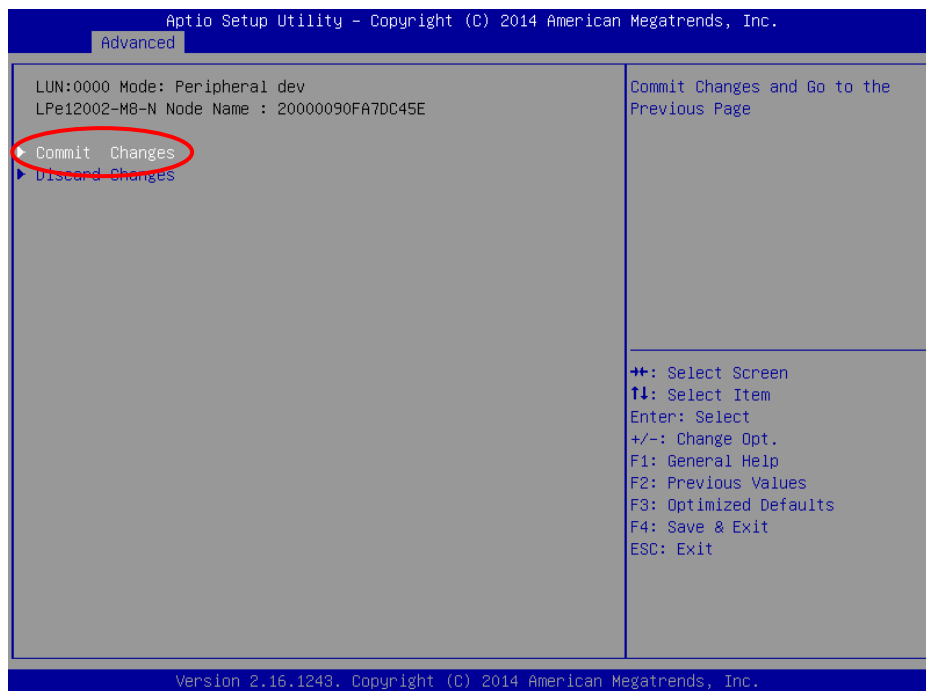 Aptio Setup Utility – Copyright (C) 2014 American Megatrends, Inc.
Advanced
LUN:0000 Mode: Peripheral dev
LPe12002-M8-N Node Name : 20000090FA7DC45E
Commit Changes
Discard Changes
Commit Changes and Go to the
Previous Page
→←: Select Screen
↑↓: Select Item
Enter: Select
+/-: Change Opt.
F1: General Help
F2: Previous Values
F3: Optimized Defaults
F4: Save & Exit
ESC: Exit
Version 2.16.1243. Copyright (C) 2014 American Megatrends, Inc.